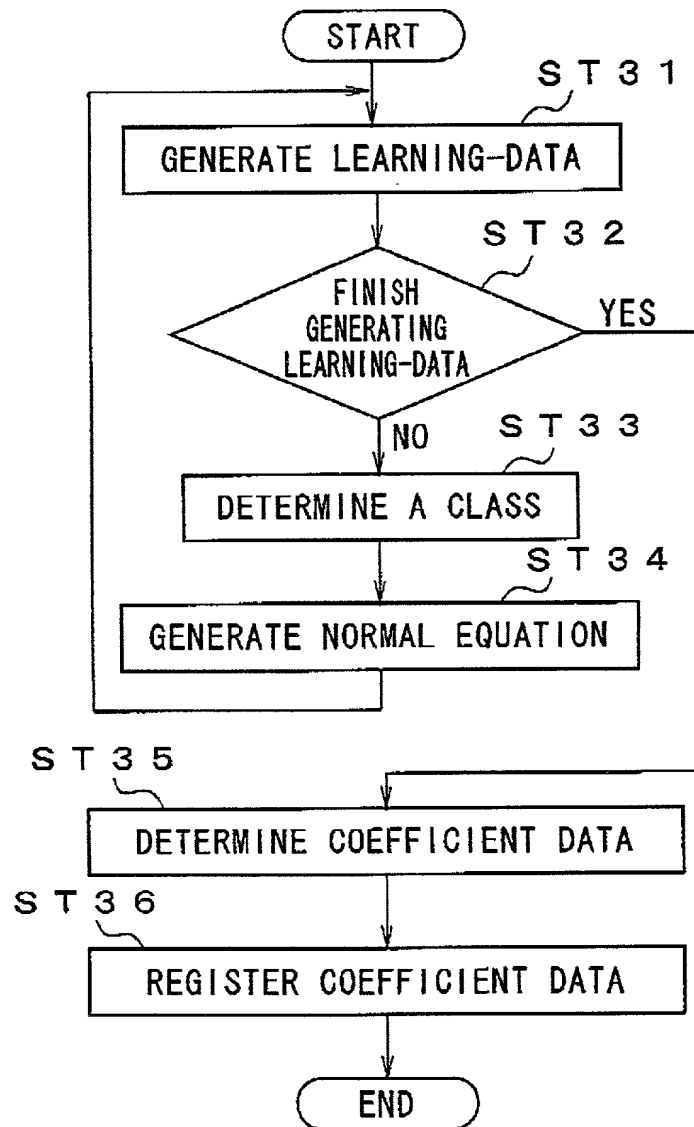 START
ST31
GENERATE LEARNING-DATA
ST32
FINISH
GENERATING
LEARNING-DATA
YES
NO
ST33
DETERMINE A CLASS
ST34
GENERATE NORMAL EQUATION
ST35
DETERMINE COEFFICIENT DATA
ST36
REGISTER COEFFICIENT DATA
END